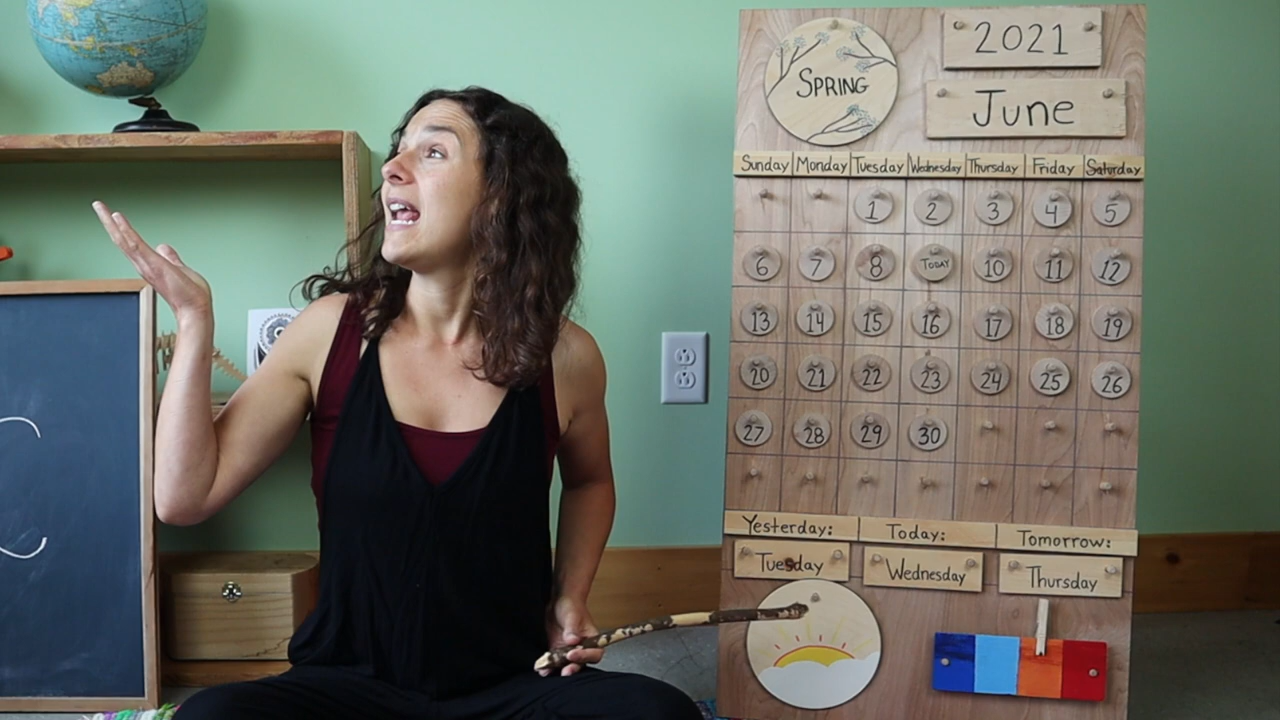 2021
SPRING
June
Sunday Monday Tuesday Wednesday Thursday Friday Saturday
1 2 3 4 5
6 7 8 TODAY 10 11 12
13 14 15 16 17 18 19
20 21 22 23 24 25 26
27 28 29 30
Yesterday: Today: Tomorrow:
Tuesday Wednesday Thursday